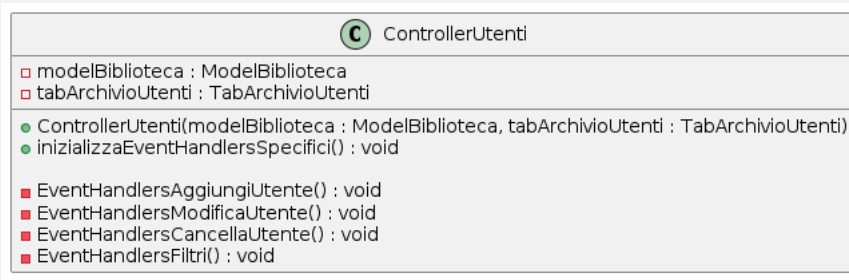 C ControllerUtenti
modelBiblioteca : ModelBiblioteca
tabArchivioUtenti : TabArchivioUtenti
ControllerUtenti(modelBiblioteca : ModelBiblioteca, tabArchivioUtenti : TabArchivioUtenti)
inizializzaEventHandlersSpecifici() : void
EventHandlersAggiungiUtente() : void
EventHandlersModificaUtente() : void
EventHandlersCancellaUtente() : void
EventHandlersFiltri() : void